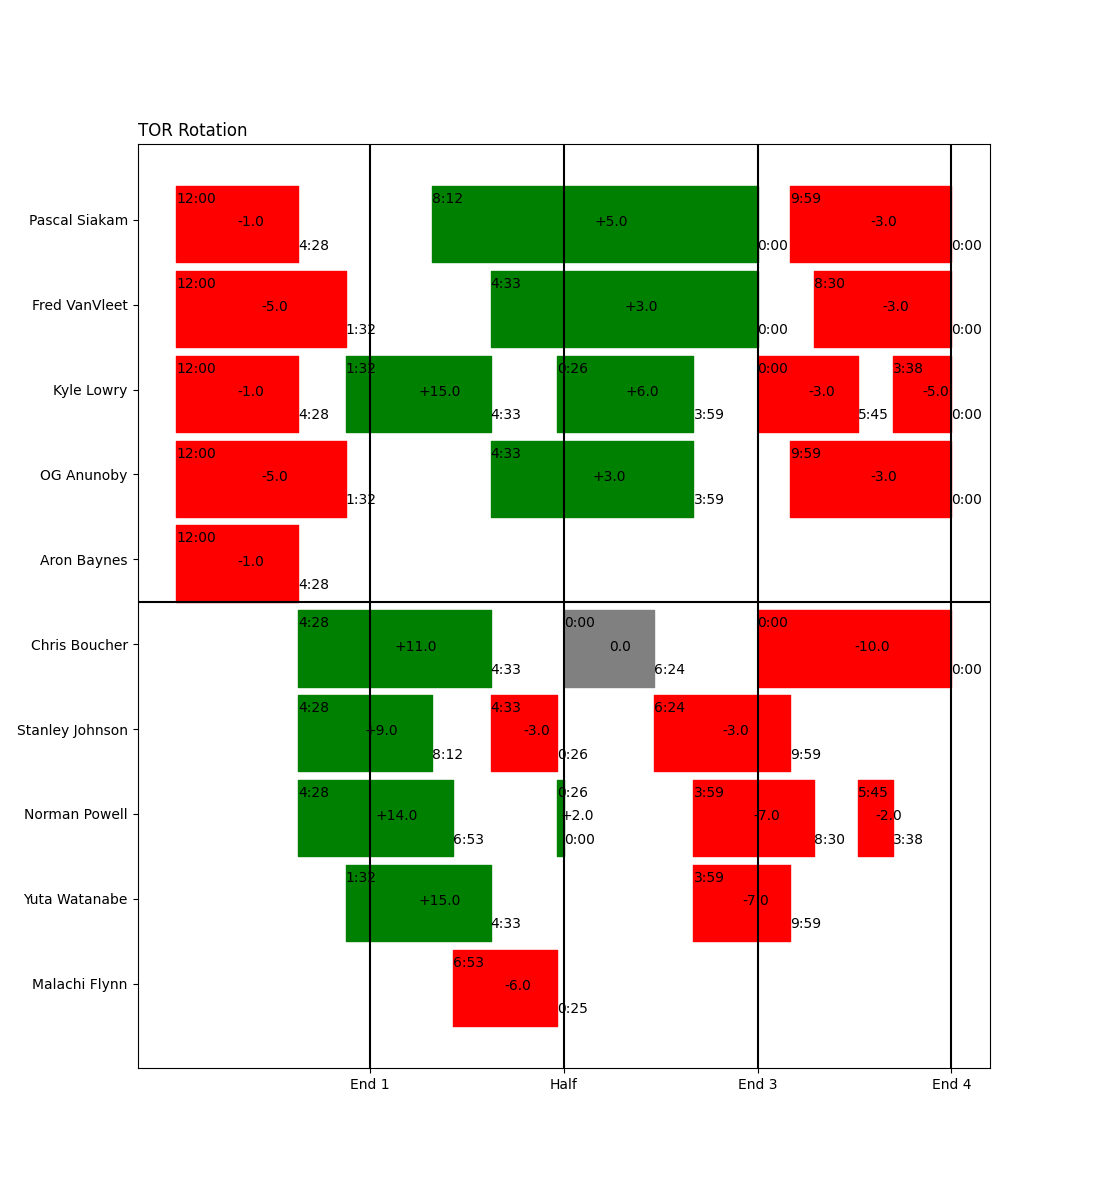 TOR Rotation
12:00 8:12 9:59
Pascal Siakam -1.0 +5.0 -3.0
4:28 0:00 0:00
12:00 4:33 8:30
Fred VanVleet -5.0 +3.0 -3.0
1:32 0:00 0:00
12:00 1:32 0:26 0:00 3:38
Kyle Lowry -1.0 +15.0 +6.0 -3.0 -5.0
4:28 4:33 3:59 5:45 0:00
12:00 4:33 9:59
OG Anunoby -5.0 +3.0 -3.0
1:32 3:59 0:00
12:00
Aron Baynes -1.0
4:28
4:28 0:00 0:00
Chris Boucher +11.0 0.0 -10.0
4:33 6:24 0:00
4:28 4:33 6:24
Stanley Johnson +9.0 -3.0 -3.0
8:12 0:26 9:59
4:28 0:26 3:59 5:45
Norman Powell +14.0 +2.0 -7.0 -2.0
6:53 0:00 8:30 3:38
1:32 3:59
Yuta Watanabe +15.0 -7.0
4:33 9:59
6:53
Malachi Flynn -6.0
0:25
End 1 Half End 3 End 4